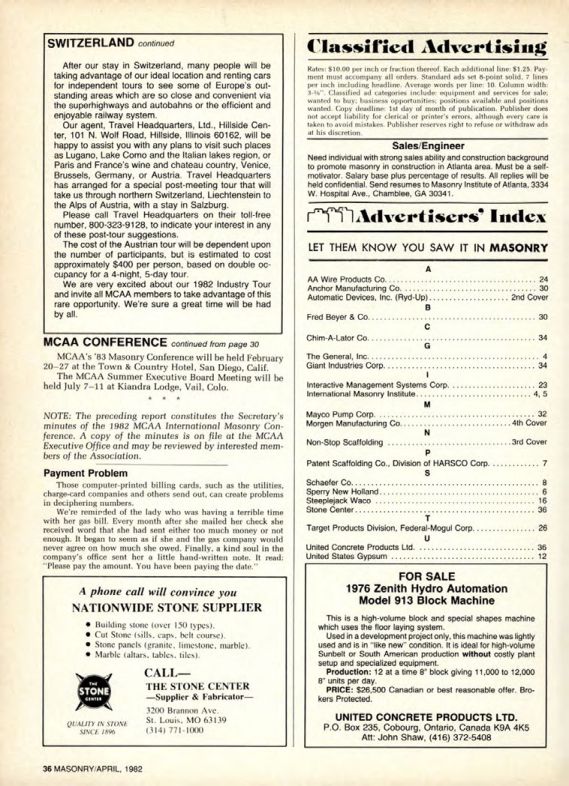 SWITZERLAND continued
After our stay in Switzerland, many people will be
taking advantage of our ideal location and renting cars
for independent tours to see some of Europe's out-
standing areas which are so close and convenient via
the superhighways and autobahns or the efficient and
enjoyable railway system.
Our agent, Travel Headquarters, Ltd., Hillside Cen-
ter, 101 N. Wolf Road, Hillside, Illinois 60162, will be
happy to assist you with any plans to visit such places
as Lugano, Lake Como and the Italian lakes region, or
Paris and France's wine and chateau country, Venice,
Brussels, Germany, or Austria. Travel Headquarters
has arranged for a special post-meeting tour that will
take us through northern Switzerland, Liechtenstein to
the Alps of Austria, with a stay in Salzburg.
Please call Travel Headquarters on their toll-free
number, 800-323-9128, to indicate your interest in any
of these post-tour suggestions.
The cost of the Austrian tour will be dependent upon
the number of participants, but is estimated to cost
approximately $400 per person, based on double oc-
cupancy for a 4-night, 5-day tour.
We are very excited about our 1982 Industry Tour
and invite all MCAA members to take advantage of this
rare opportunity. We're sure a great time will be had
by all.
MCAA CONFERENCE continued from page 30
MCAA's '83 Masonry Conference will be held February
20–27 at the Town & Country Hotel, San Diego, Calif.
The MCAA Summer Executive Board Meeting will be
held July 7–11 at Kiandra Lodge, Vail, Colo.
* * *
NOTE: The preceding report constitutes the Secretary's
minutes of the 1982 MCAA International Masonry Con-
ference. A copy of the minutes is on file at the MCAA
Executive Office and may be reviewed by interested mem-
bers of the Association.
Payment Problem
Those computer-printed billing cards, such as the utilities,
charge-card companies and others send out, can create problems
in deciphering numbers.
We're reminded of the lady who was having a terrible time
with her gas bill. Every month after she mailed her check she
received word that she had sent either too much money or not
enough. It began to seem as if she and the gas company would
never agree on how much she owed. Finally, a kind soul in the
company's office sent her a little hand-written note. It read:
"Please pay the amount. You have been paying the date."
A phone call will convince you
NATIONWIDE STONE SUPPLIER
● Building stone (over 150 types).
● Cut Stone (sills, caps, belt course).
● Stone panels (granite, limestone, marble).
● Marble (altars, tables, tiles).
THE
STONE
CENTER
QUALITY IN STONE
SINCE 1896
CALL—
THE STONE CENTER
—Supplier & Fabricator—
3200 Brannon Ave.
St. Louis, MO 63139
(314) 771-1000
36 MASONRY/APRIL, 1982
Classified Advertising
Rates: $10.00 per inch or fraction thereof. Each additional line: $1.25. Pay-
ment must accompany all orders. Standard ads set 8-point solid, 7 lines
per inch including headline. Average words per line: 10. Column width:
Classified ad categories include: equipment and services for sale;
wanted to buy; business opportunities; positions available and positions
wanted. Copy deadline: 1st day of month of publication. Publisher does
not accept liability for clerical or printer's errors, although every care is
taken to avoid mistakes. Publisher reserves right to refuse or withdraw ads
at his discretion.
Sales/Engineer
Need individual with strong sales ability and construction background
to promote masonry in construction in Atlanta area. Must be a self-
motivator. Salary base plus percentage of results. All replies will be
held confidential. Send resumes to Masonry Institute of Atlanta, 3334
W. Hospital Ave., Chamblee, GA 30341.
Advertisers' Index
LET THEM KNOW YOU SAW IT IN MASONRY
A
AA Wire Products Co. 24
Anchor Manufacturing Co. 30
Automatic Devices, Inc. (Ryd-Up) 2nd Cover
B
Fred Beyer & Co. 30
C
Chim-A-Lator Co. 34
G
The General, Inc. 4
Giant Industries Corp. 34
I
Interactive Management Systems Corp. 23
International Masonry Institute 4, 5
M
Mayco Pump Corp. 32
Morgen Manufacturing Co. 4th Cover
N
Non-Stop Scaffolding 3rd Cover
P
Patent Scaffolding Co., Division of HARSCO Corp. 7
S
Schaefer Co. 8
Sperry New Holland 6
Steeplejack Waco 16
Stone Center 36
T
Target Products Division, Federal-Mogul Corp. 26
U
United Concrete Products Ltd. 36
United States Gypsum 12
FOR SALE
1976 Zenith Hydro Automation
Model 913 Block Machine
This is a high-volume block and special shapes machine
which uses the floor laying system.
Used in a development project only, this machine was lightly
used and is in "like new" condition. It is ideal for high-volume
Sunbelt or South American production without costly plant
setup and specialized equipment.
Production: 12 at a time 8" block giving 11,000 to 12,000
8" units per day.
PRICE: $26,500 Canadian or best reasonable offer. Bro-
kers Protected.
UNITED CONCRETE PRODUCTS LTD.
P.O. Box 235, Cobourg, Ontario, Canada K9A 4K5
Att: John Shaw, (416) 372-5408